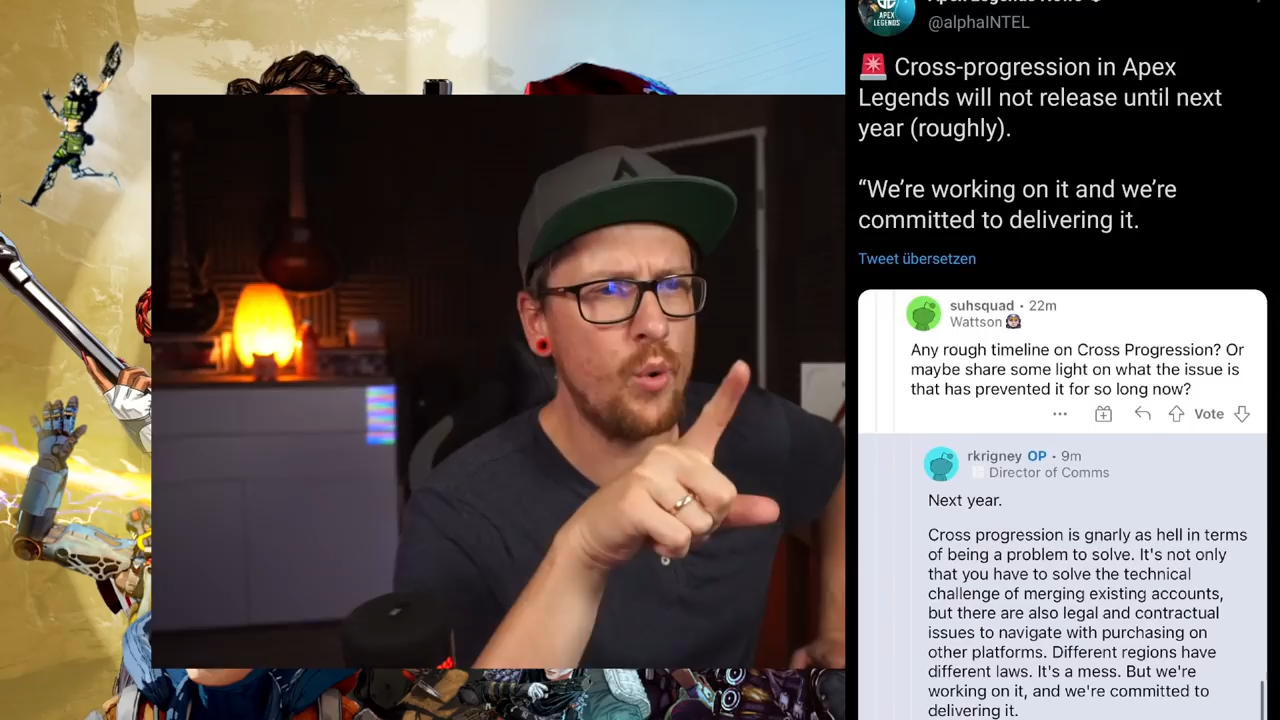 APEX
LEGENDS
@alphaINTEL
Cross-progression in Apex
Legends will not release until next
year (roughly).
“We’re working on it and we’re
committed to delivering it.
Tweet übersetzen
suhsquad · 22m
Wattson
Any rough timeline on Cross Progression? Or
maybe share some light on what the issue is
that has prevented it for so long now?
Vote
rkrigney OP · 9m
Director of Comms
Next year.
Cross progression is gnarly as hell in terms
of being a problem to solve. It's not only
that you have to solve the technical
challenge of merging existing accounts,
but there are also legal and contractual
issues to navigate with purchasing on
other platforms. Different regions have
different laws. It's a mess. But we're
working on it, and we're committed to
delivering it.